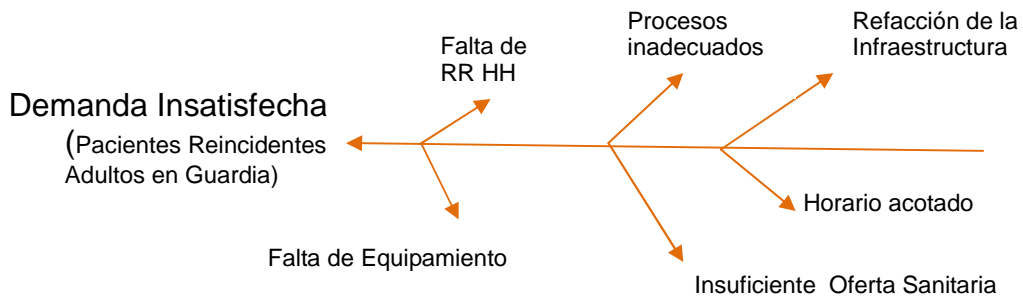 Procesos
inadecuados
Refacción de la
Infraestructura
Falta de
RR HH
Demanda Insatisfecha
(Pacientes Reincidentes
Adultos en Guardia)
Horario acotado
Falta de Equipamiento
Insuficiente Oferta Sanitaria